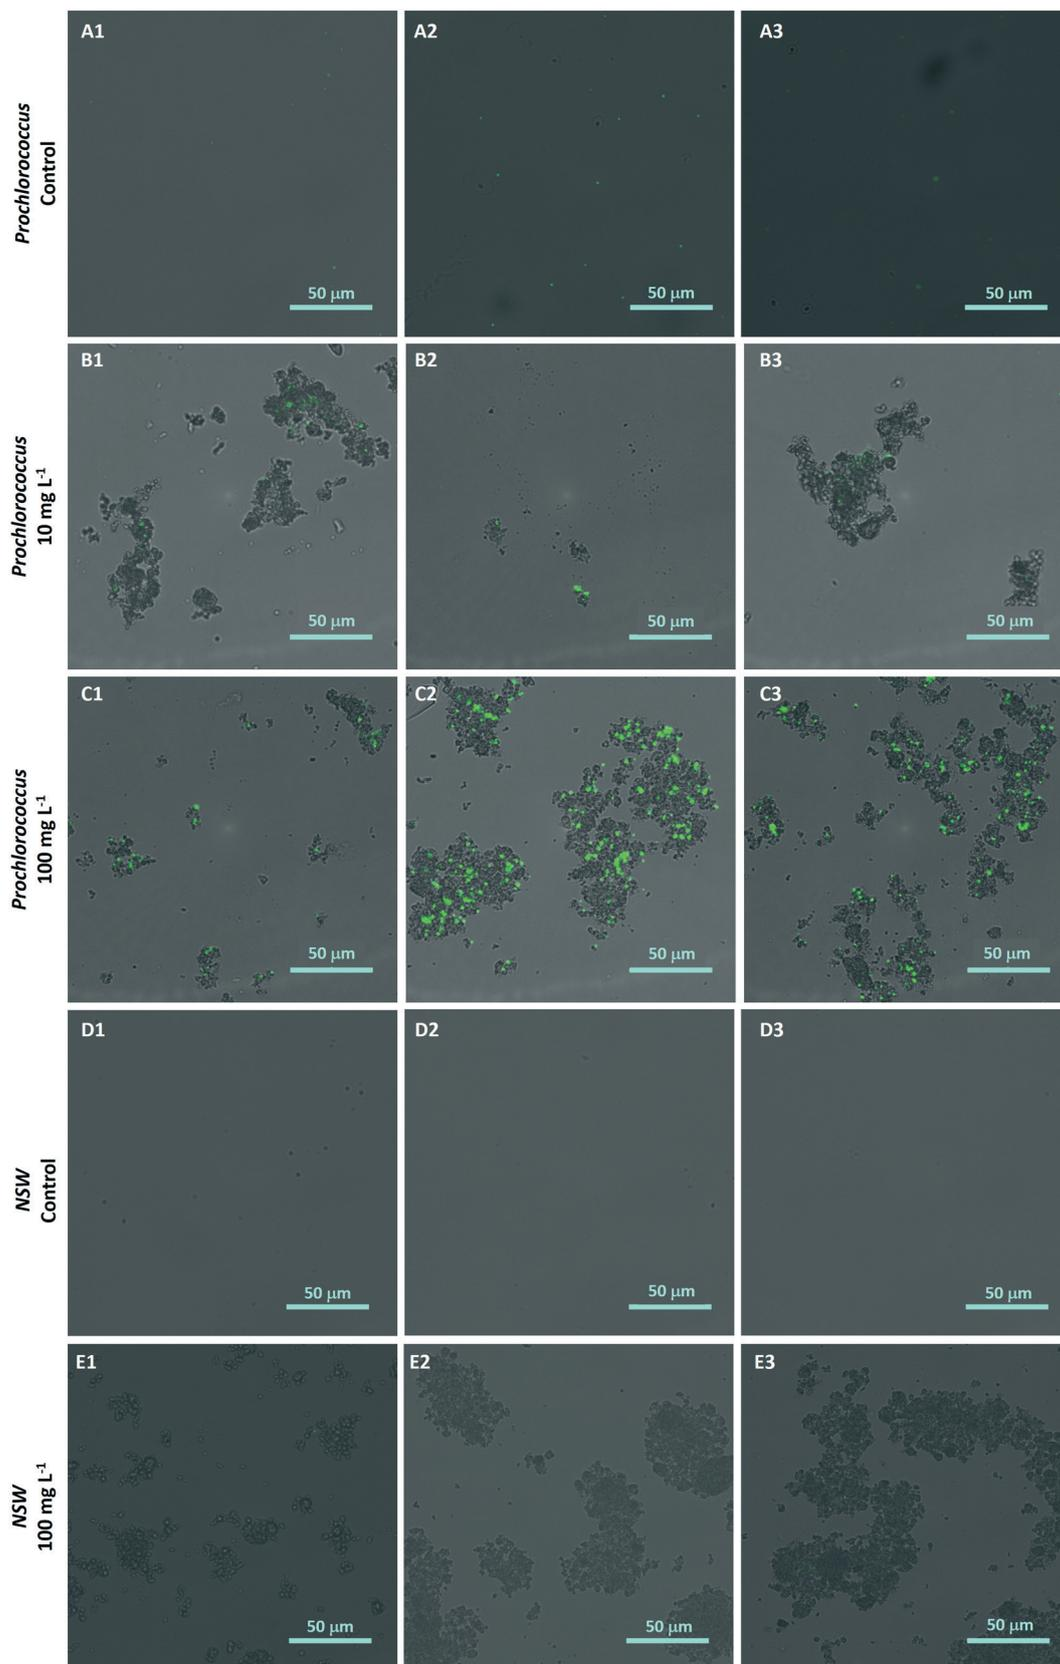 Prochlorococcus
Control
A1
50 µm
A2
50 µm
A3
50 µm
Prochlorococcus
10 mg L⁻¹
B1
50 µm
B2
50 µm
B3
50 µm
Prochlorococcus
100 mg L⁻¹
C1
50 µm
C2
50 µm
C3
50 µm
NSW
Control
D1
50 µm
D2
50 µm
D3
50 µm
NSW
100 mg L⁻¹
E1
50 µm
E2
50 µm
E3
50 µm